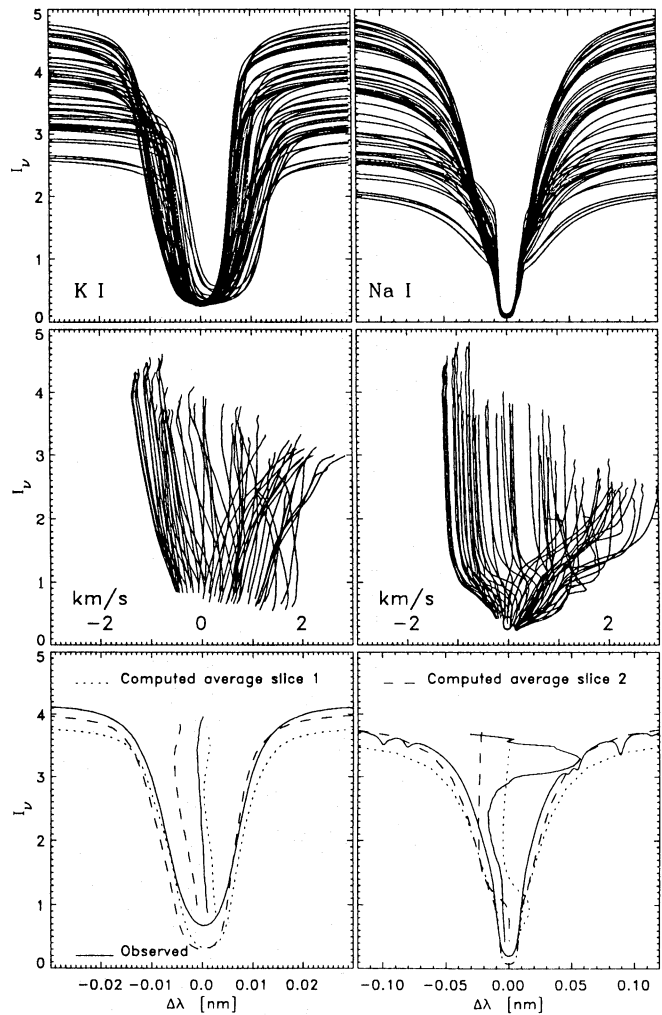 5
4
3
2
1
0
I_ν
K I
Na I
5
4
3
2
1
0
I_ν
km/s
-2 0 2
km/s
-2 0 2
5
4
3
2
1
0
I_ν
Computed average slice 1
Computed average slice 2
Observed
-0.02 -0.01 0.0 0.01 0.02
Δλ [nm]
-0.10 -0.05 0.00 0.05 0.10
Δλ [nm]